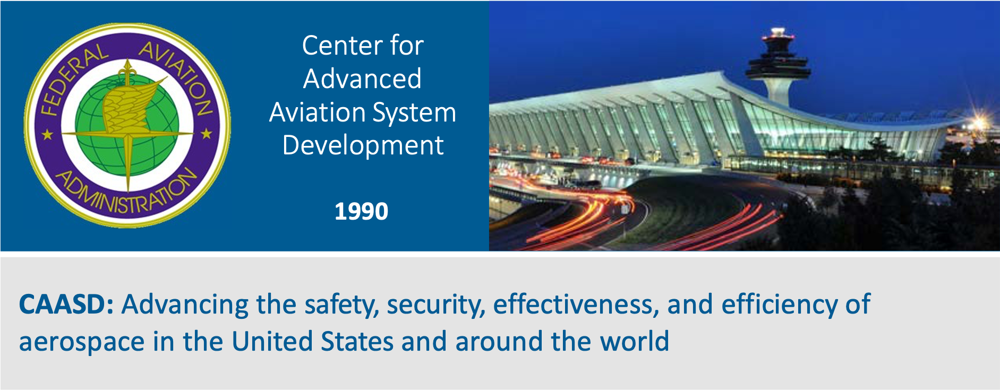 FEDERAL AVIATION
ADMINISTRATION
Center for
Advanced
Aviation System
Development
1990
CAASD: Advancing the safety, security, effectiveness, and efficiency of
aerospace in the United States and around the world